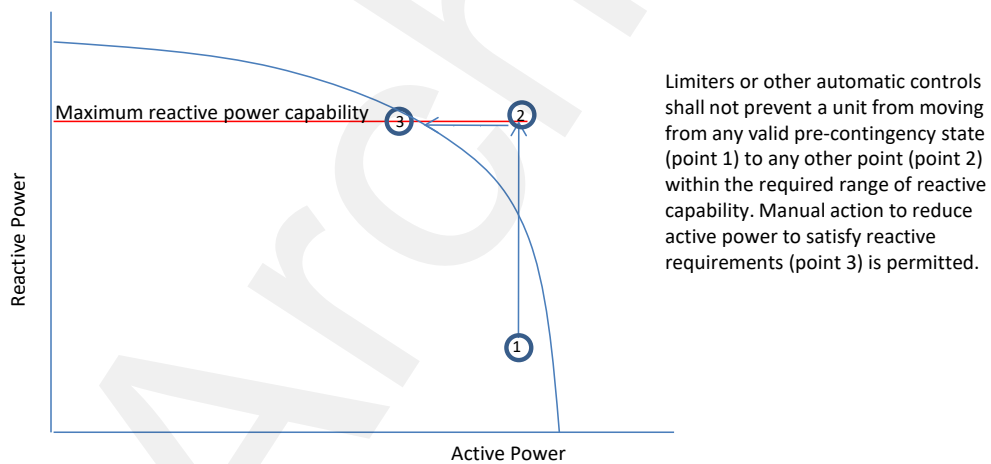 Limiters or other automatic controls
shall not prevent a unit from moving
from any valid pre-contingency state
(point 1) to any other point (point 2)
within the required range of reactive
capability. Manual action to reduce
active power to satisfy reactive
requirements (point 3) is permitted.
Maximum reactive power capability
3
2
1
Reactive Power
Active Power